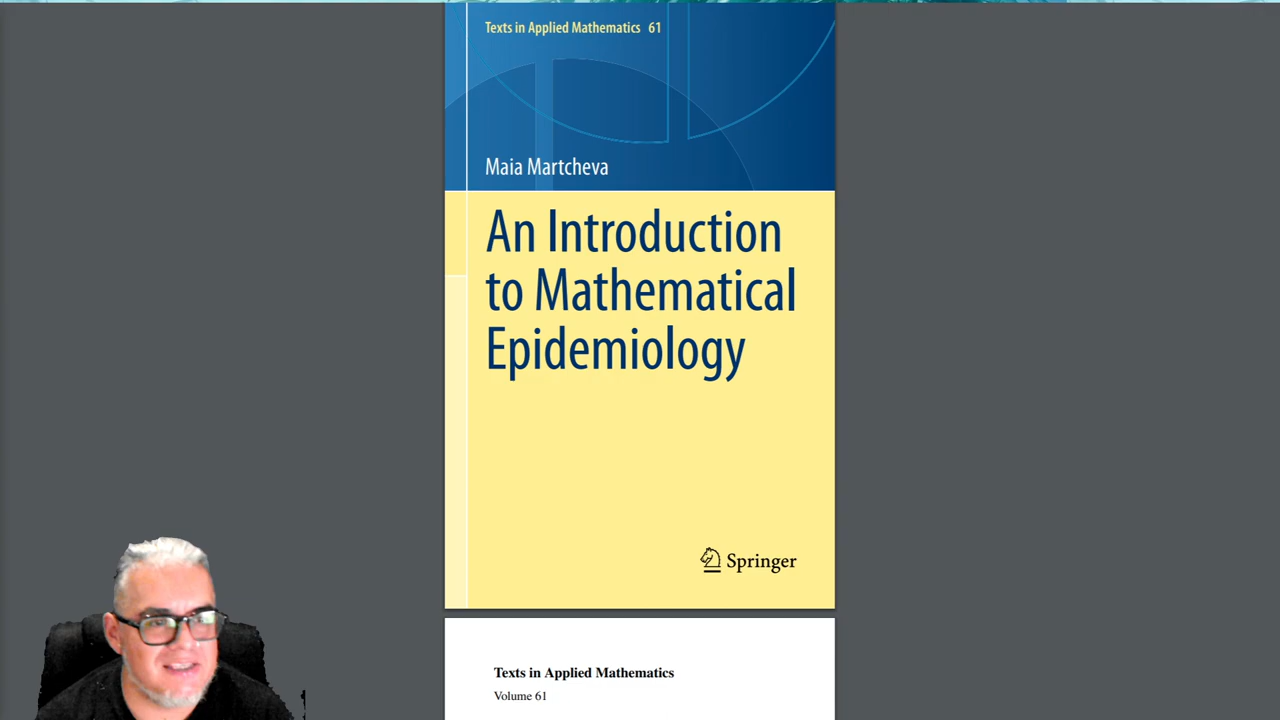 Texts in Applied Mathematics 61
Maia Martcheva
An Introduction
to Mathematical
Epidemiology
Springer
Texts in Applied Mathematics
Volume 61